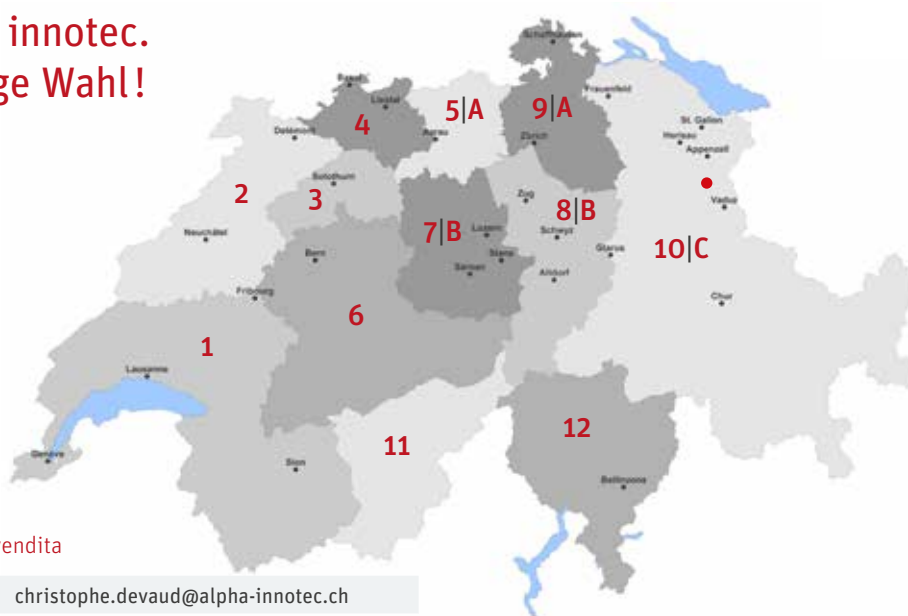 innotec.
ge Wahl!
Schaffhausen
Basel
Liestal
5|A
9|A
Frauenfeld
4
Delémont
Aarau
Zürich
St. Gallen
Herisau
Appenzell
2
Solothurn
3
Zug
Vaduz
Neuchâtel
7|B
Luzern
8|B
Schwyz
Bern
Stans
Glarus
10|C
Sarnen
Altdorf
Fribourg
6
Chur
1
Lausanne
11
12
Genève
Sion
Bellinzona
vendita
christophe.devaud@alpha-innotec.ch